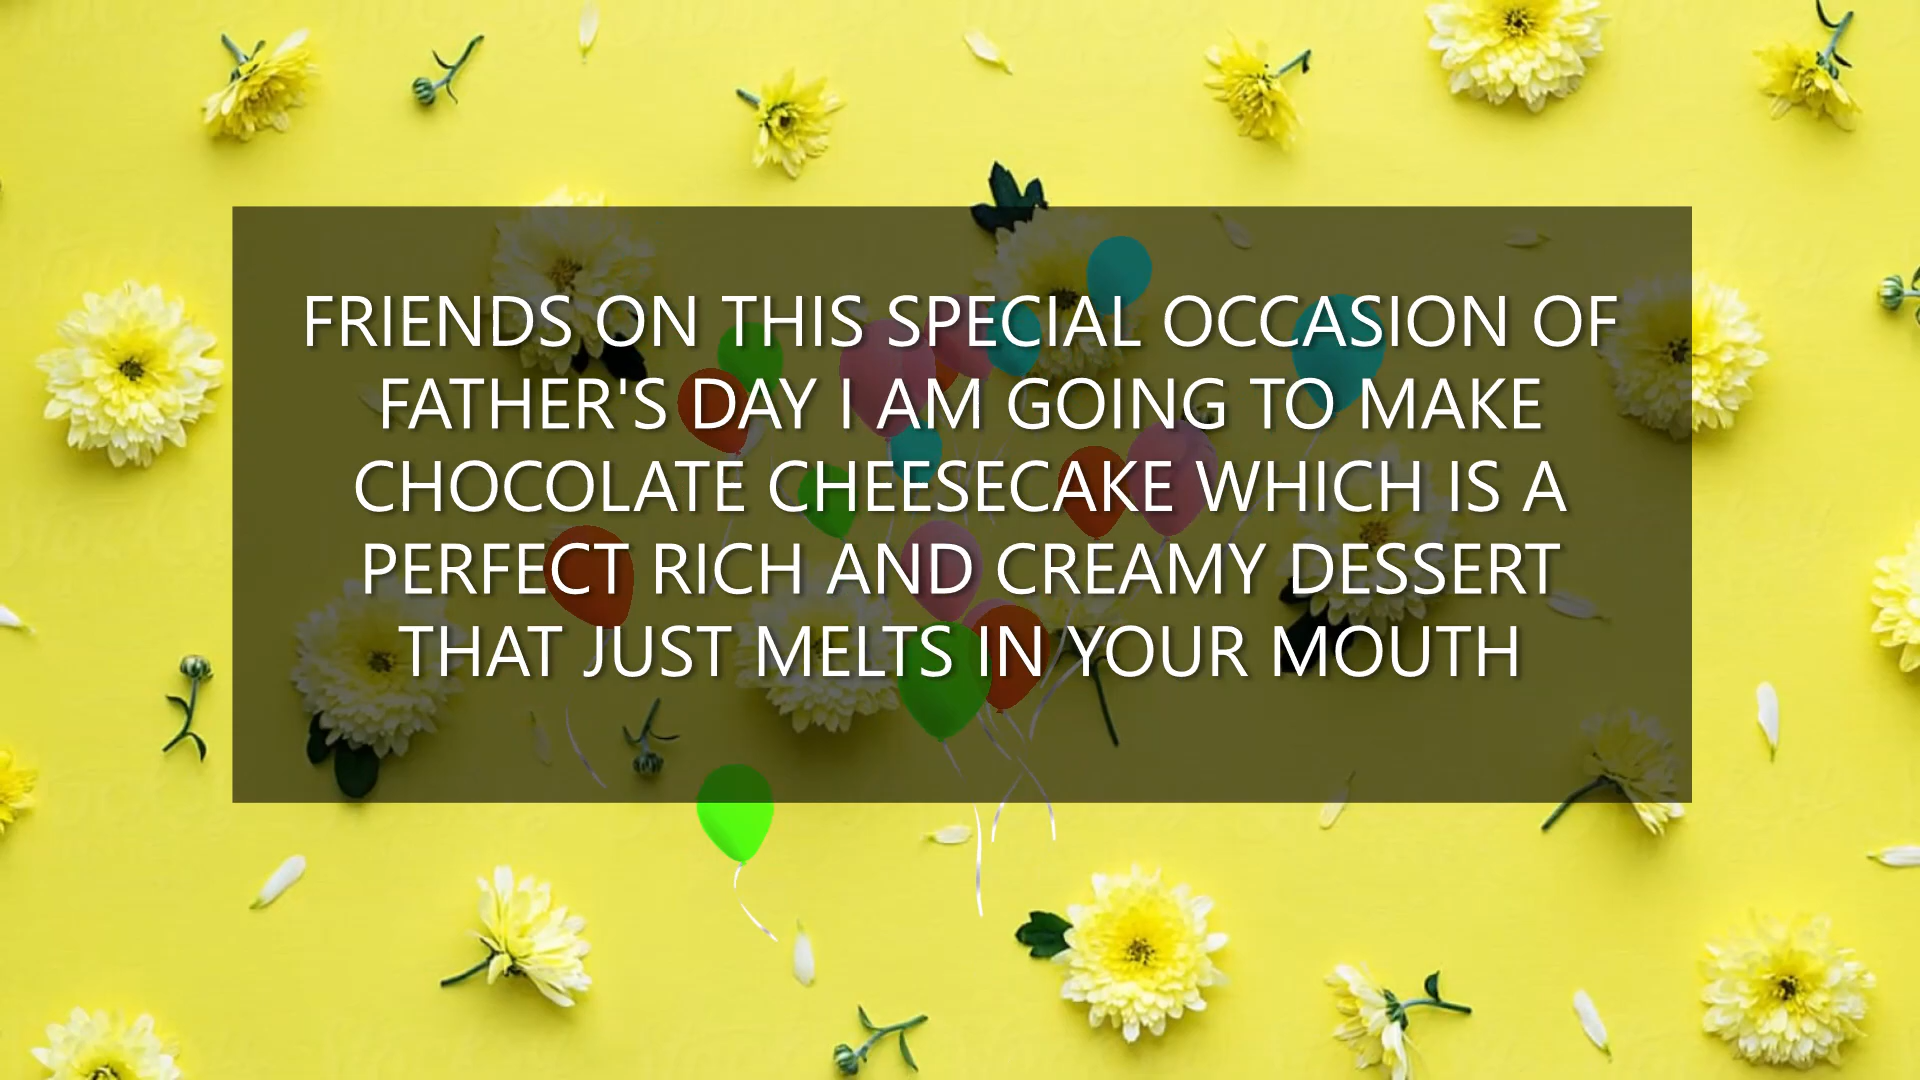 FRIENDS ON THIS SPECIAL OCCASION OF
FATHER'S DAY I AM GOING TO MAKE
CHOCOLATE CHEESECAKE WHICH IS A
PERFECT RICH AND CREAMY DESSERT
THAT JUST MELTS IN YOUR MOUTH